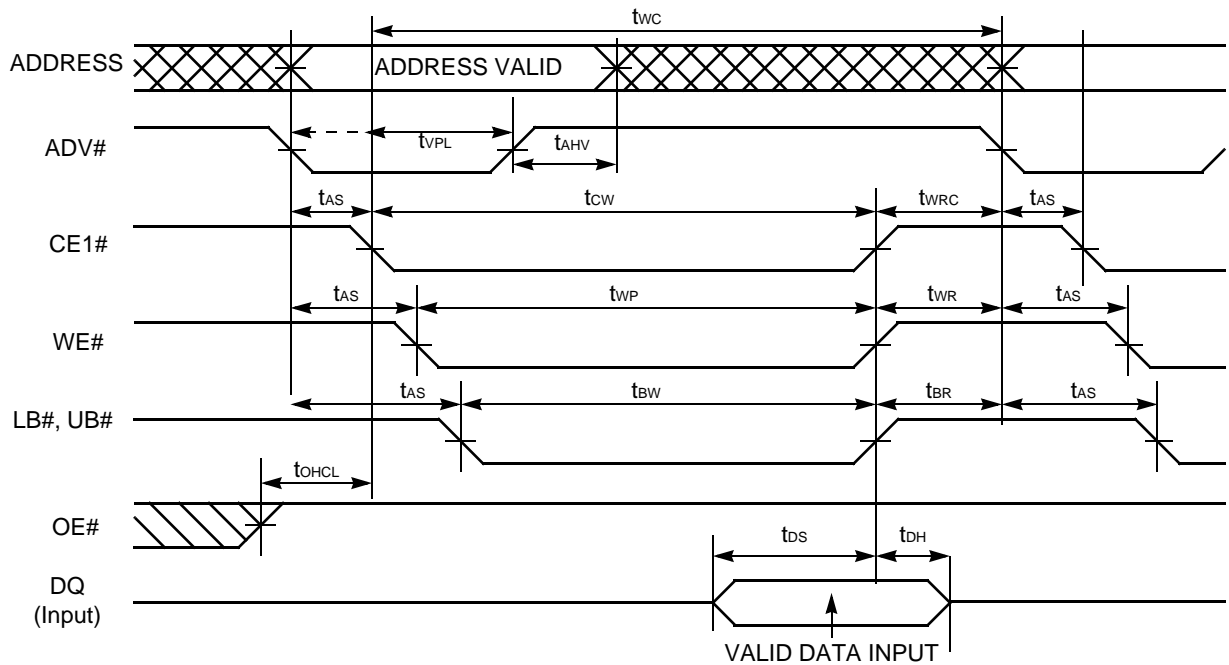 tWC
ADDRESS
ADDRESS VALID
ADV#
tVPL
tAHV
CE1#
tAS
tCW
tWRC
tAS
WE#
tAS
tWP
tWR
tAS
LB#, UB#
tAS
tBW
tBR
tAS
OE#
tOHCL
DQ
(Input)
tDS
tDH
VALID DATA INPUT